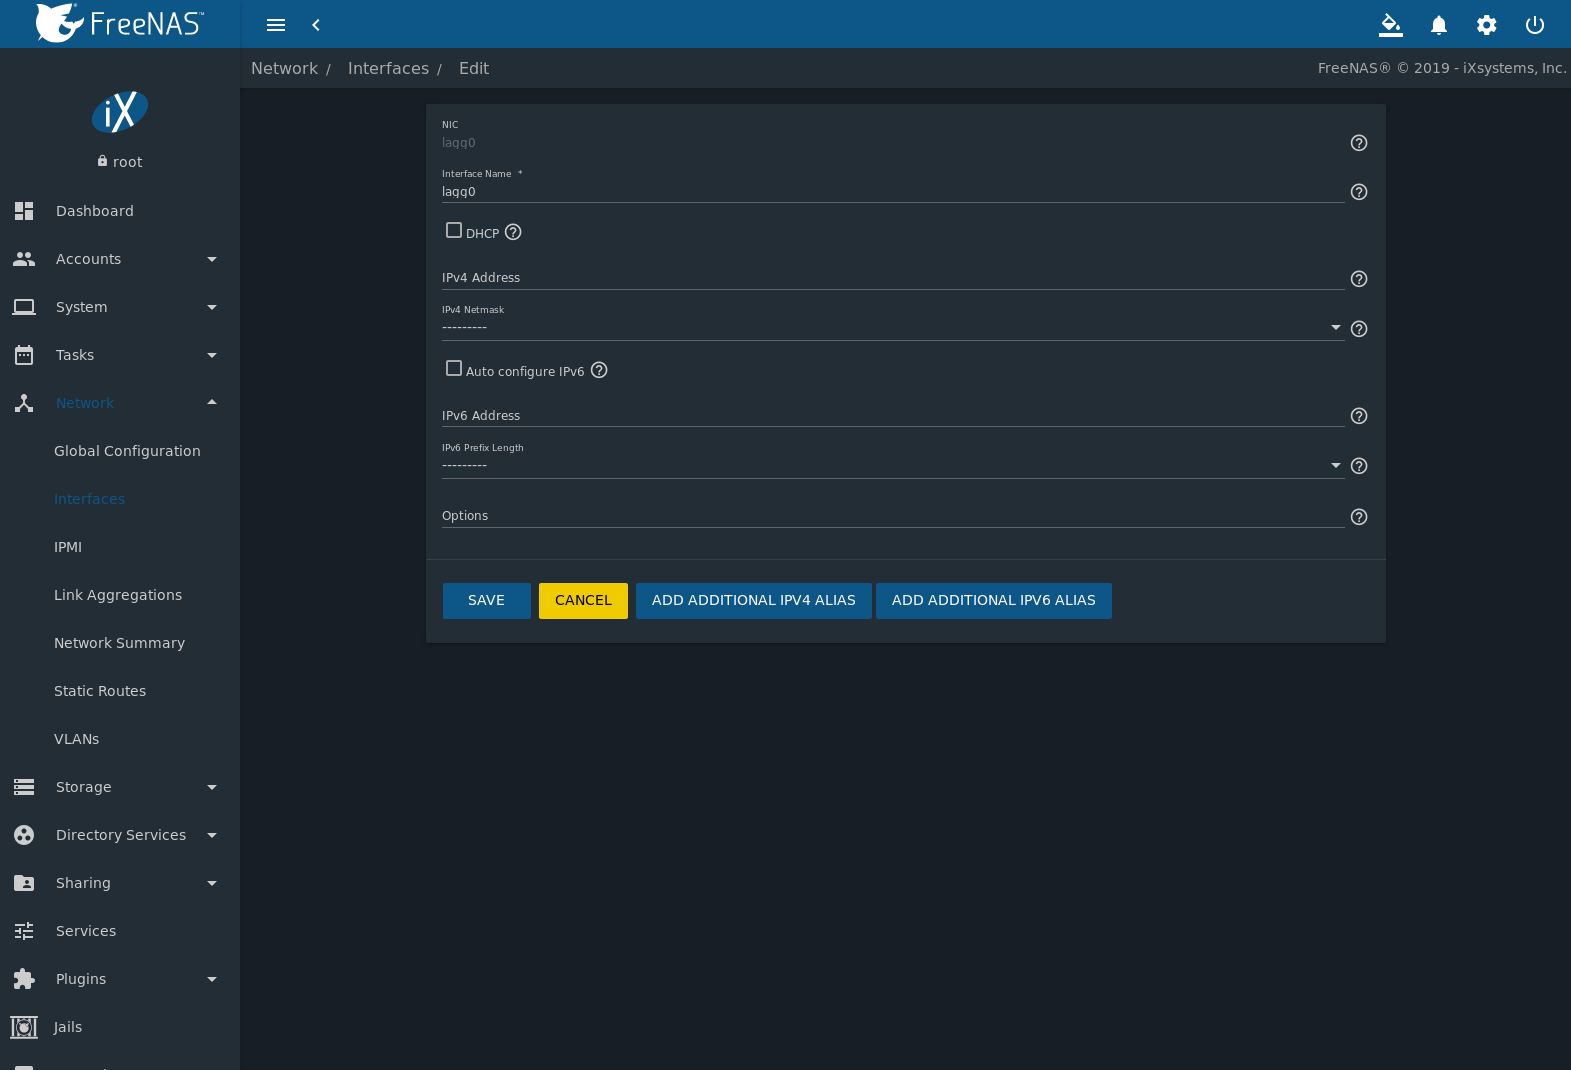 FreeNAS™
Network / Interfaces / Edit
FreeNAS® © 2019 - iXsystems, Inc.
iX
root
Dashboard
Accounts
System
Tasks
Network
Global Configuration
Interfaces
IPMI
Link Aggregations
Network Summary
Static Routes
VLANs
Storage
Directory Services
Sharing
Services
Plugins
Jails
NIC
lagg0
Interface Name *
lagg0
DHCP
IPv4 Address
IPv4 Netmask
---------
Auto configure IPv6
IPv6 Address
IPv6 Prefix Length
---------
Options
SAVE CANCEL ADD ADDITIONAL IPV4 ALIAS ADD ADDITIONAL IPV6 ALIAS